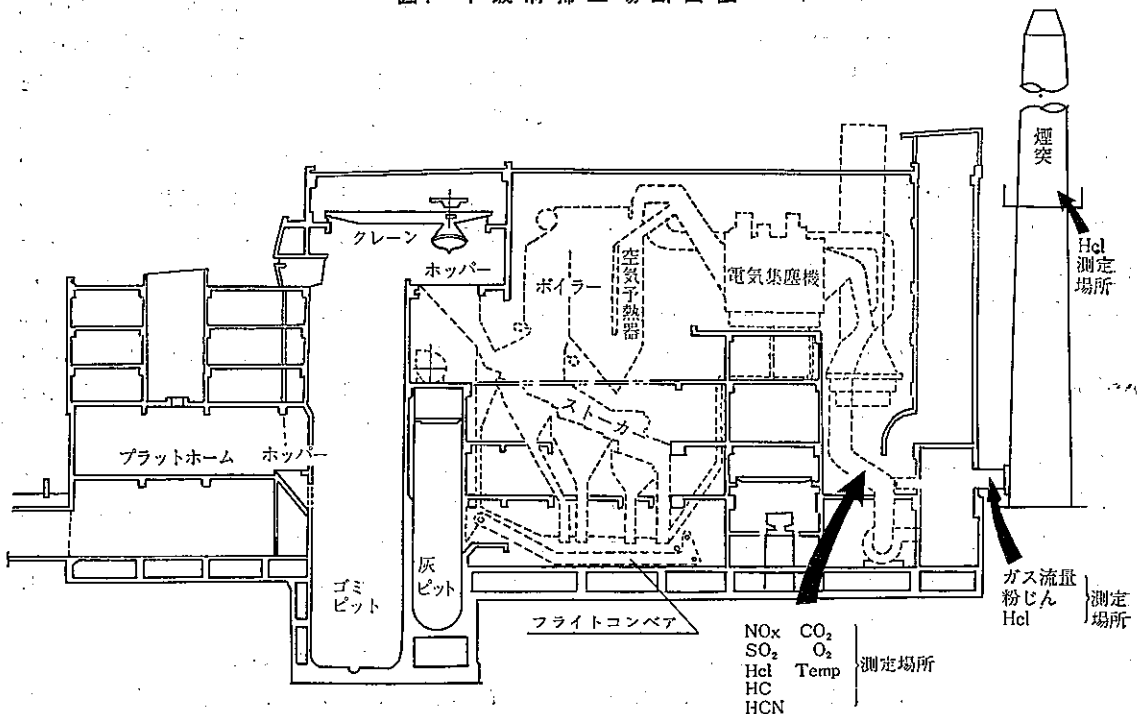 煙突
Hcl
測定
場所
クレーン
ホッパー
ボイラー
空気予熱器
電気集塵機
ストーカ
プラットホーム
ホッパー
ゴミ
ピット
灰
ピット
フライトコンベア
NOx CO₂
SO₂ O₂
Hcl Temp
HC
HCN
測定場所
ガス流量
粉じん
Hcl
測定
場所